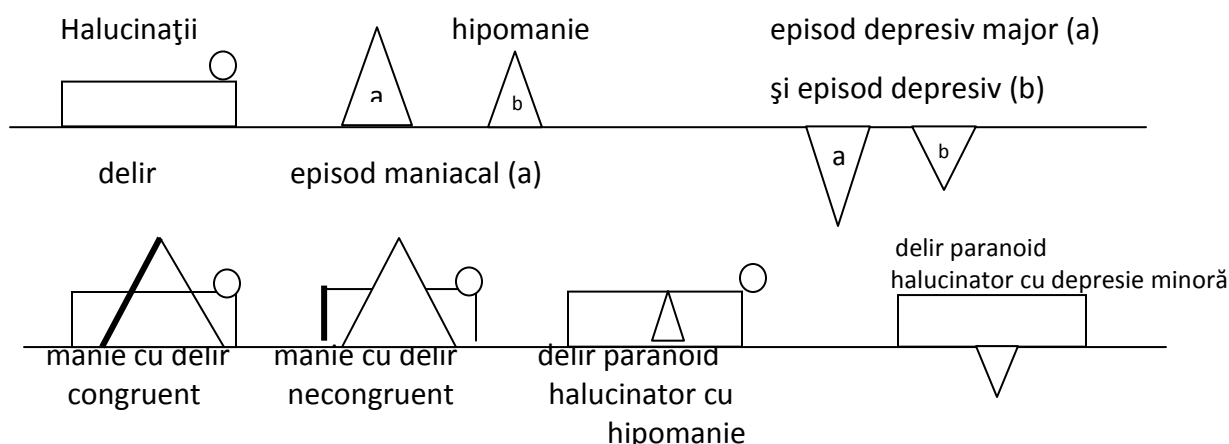 Halucinaţii
hipomanie
episod depresiv major (a)
a
b
şi episod depresiv (b)
a
b
delir
episod maniacal (a)
delir paranoid
halucinator cu depresie minoră
manie cu delir
congruent
manie cu delir
necongruent
delir paranoid
halucinator cu
hipomanie